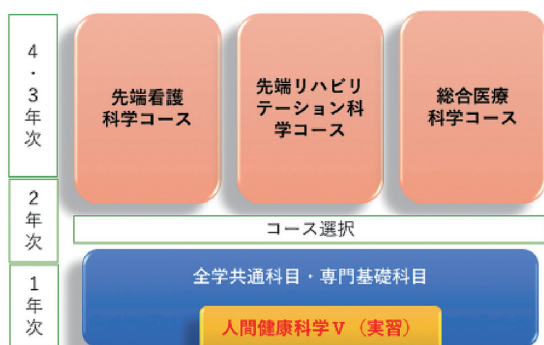 4・3年次
先端看護
科学コース
先端リハビリ
テーション科
学コース
総合医療
科学コース
2年次
コース選択
1年次
全学共通科目・専門基礎科目
人間健康科学Ⅴ（実習）